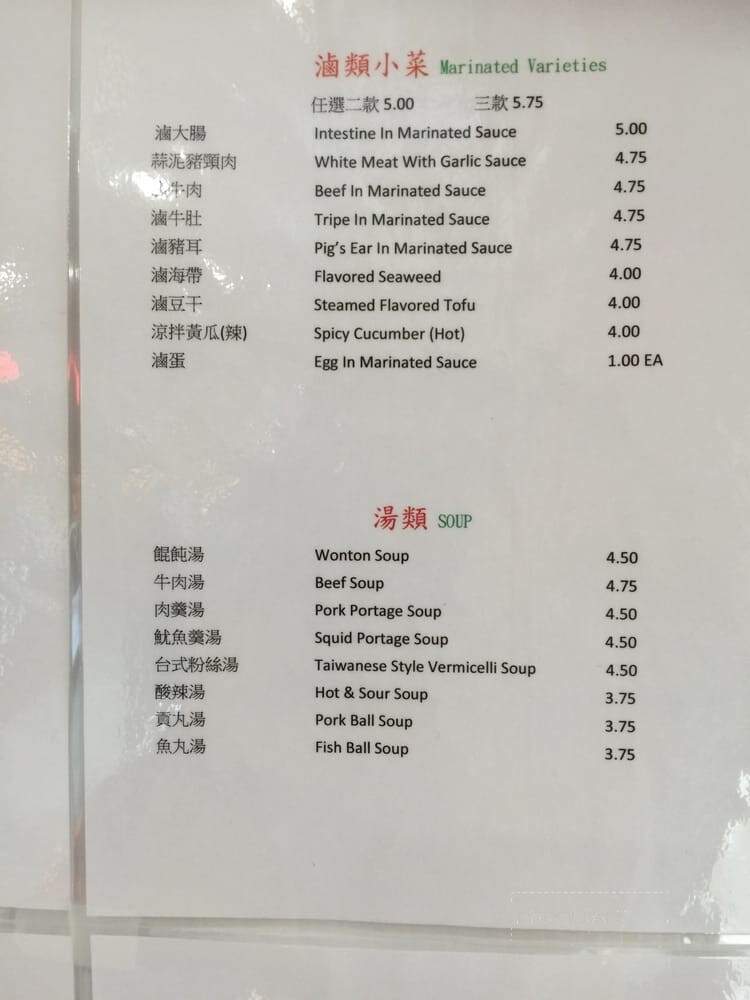 滷類小菜 Marinated Varieties
任選二款 5.00 三款 5.75
滷大腸 Intestine In Marinated Sauce 5.00
蒜泥豬頸肉 White Meat With Garlic Sauce 4.75
牛肉 Beef In Marinated Sauce 4.75
滷牛肚 Tripe In Marinated Sauce 4.75
滷豬耳 Pig's Ear In Marinated Sauce 4.75
滷海帶 Flavored Seaweed 4.00
滷豆干 Steamed Flavored Tofu 4.00
涼拌黃瓜(辣) Spicy Cucumber (Hot) 4.00
滷蛋 Egg In Marinated Sauce 1.00 EA
湯類 SOUP
餛飩湯 Wonton Soup 4.50
牛肉湯 Beef Soup 4.75
肉羹湯 Pork Portage Soup 4.50
魷魚羹湯 Squid Portage Soup 4.50
台式粉絲湯 Taiwanese Style Vermicelli Soup 4.50
酸辣湯 Hot & Sour Soup 3.75
貢丸湯 Pork Ball Soup 3.75
魚丸湯 Fish Ball Soup 3.75